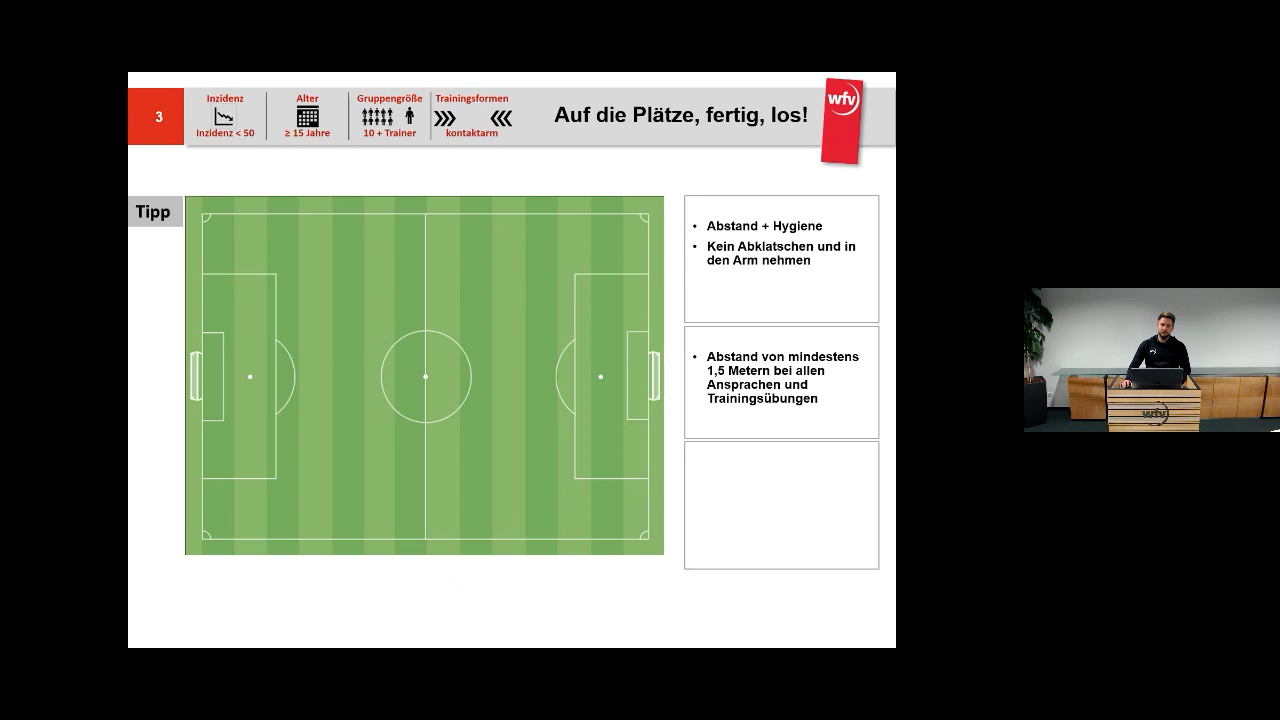 3
Inzidenz
Inzidenz < 50
Alter
≥ 15 Jahre
Gruppengröße
10 + Trainer
Trainingsformen
kontaktarm
Auf die Plätze, fertig, los!
wfv
Tipp
• Abstand + Hygiene
• Kein Abklatschen und in
den Arm nehmen
• Abstand von mindestens
1,5 Metern bei allen
Ansprachen und
Trainingsübungen
wfv